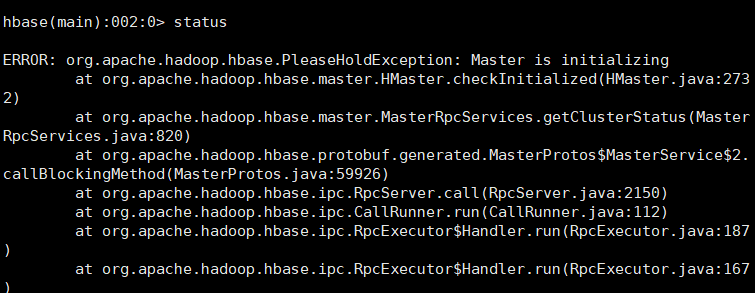 hbase(main):002:0> status
ERROR: org.apache.hadoop.hbase.PleaseHoldException: Master is initializing
at org.apache.hadoop.hbase.master.HMaster.checkInitialized(HMaster.java:273
2)
at org.apache.hadoop.hbase.master.MasterRpcServices.getClusterStatus(Master
RpcServices.java:820)
at org.apache.hadoop.hbase.protobuf.generated.MasterProtos$MasterService$2.
callBlockingMethod(MasterProtos.java:59926)
at org.apache.hadoop.hbase.ipc.RpcServer.call(RpcServer.java:2150)
at org.apache.hadoop.hbase.ipc.CallRunner.run(CallRunner.java:112)
at org.apache.hadoop.hbase.ipc.RpcExecutor$Handler.run(RpcExecutor.java:187
)
at org.apache.hadoop.hbase.ipc.RpcExecutor$Handler.run(RpcExecutor.java:167
)